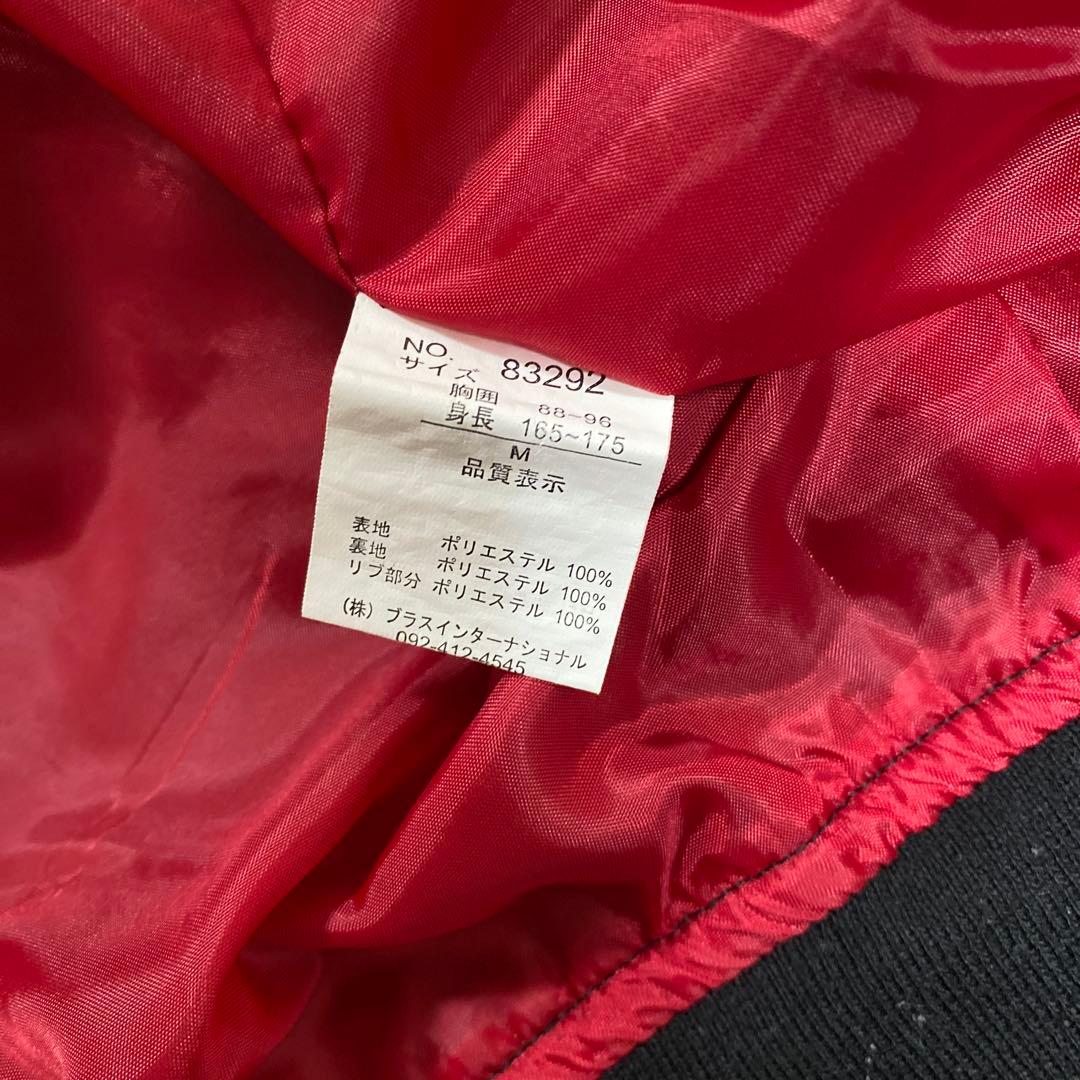 NO. 83292
サイズ
胸囲 88-96
身長 165~175
M
品質表示
表地 ポリエステル 100%
裏地 ポリエステル 100%
リブ部分 ポリエステル 100%
(株) プラスインターナショナル
092-412-4545